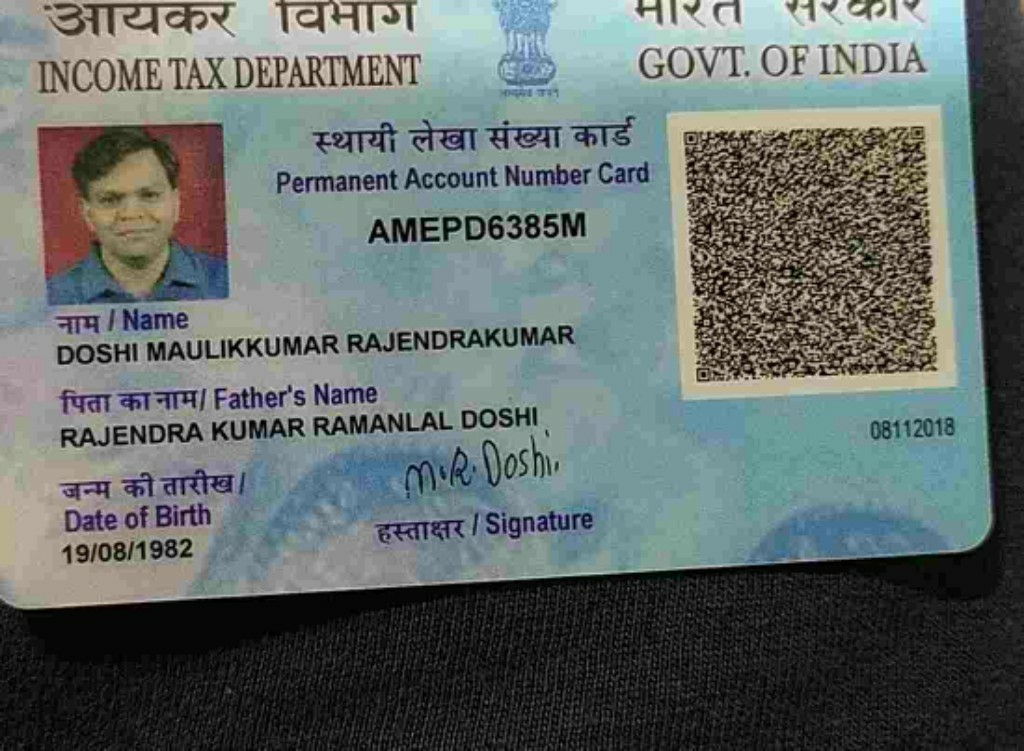 आयकर विभाग
भारत सरकार
INCOME TAX DEPARTMENT
GOVT. OF INDIA
सत्यमेव जयते
स्थायी लेखा संख्या कार्ड
Permanent Account Number Card
AMEPD6385M
नाम / Name
DOSHI MAULIKKUMAR RAJENDRAKUMAR
पिता का नाम/ Father's Name
RAJENDRA KUMAR RAMANLAL DOSHI
08112018
जन्म की तारीख/
Date of Birth
19/08/1982
M.R.Doshi.
हस्ताक्षर / Signature